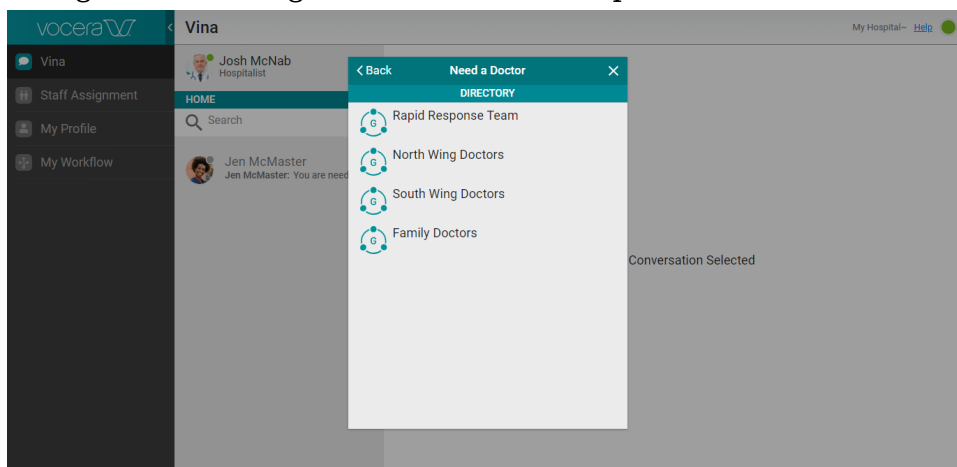 vocera
Vina
My Hospital~ Help
Vina
Staff Assignment
My Profile
My Workflow
Josh McNab
Hospitalist
HOME
Search
Jen McMaster
Jen McMaster: You are need
Back
Need a Doctor
DIRECTORY
G Rapid Response Team
G North Wing Doctors
G South Wing Doctors
G Family Doctors
Conversation Selected